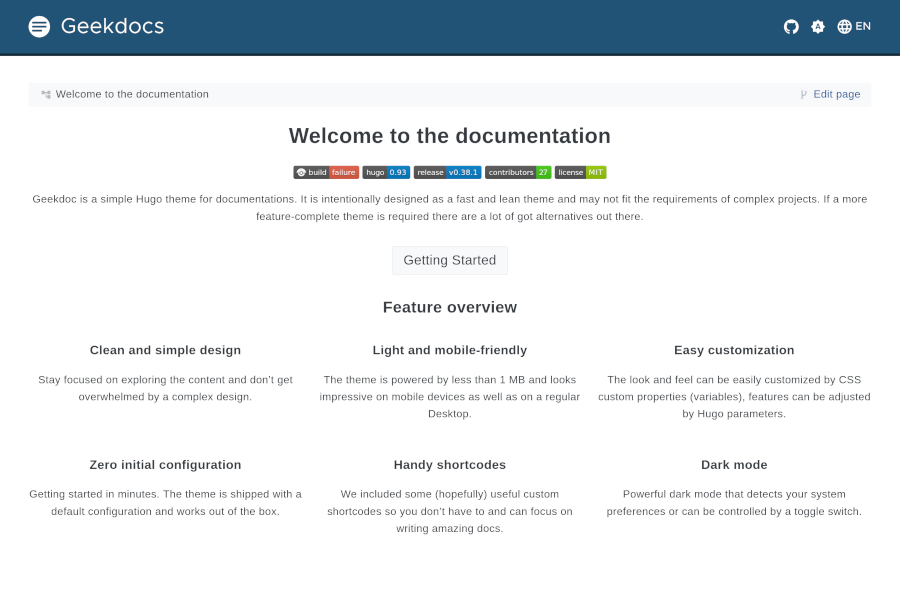 Geekdocs
A EN
Welcome to the documentation
Edit page
Welcome to the documentation
build failure hugo 0.93 release v0.38.1 contributors 27 license MIT
Geekdoc is a simple Hugo theme for documentations. It is intentionally designed as a fast and lean theme and may not fit the requirements of complex projects. If a more
feature-complete theme is required there are a lot of got alternatives out there.
Getting Started
Feature overview
Clean and simple design
Stay focused on exploring the content and don’t get
overwhelmed by a complex design.
Light and mobile-friendly
The theme is powered by less than 1 MB and looks
impressive on mobile devices as well as on a regular
Desktop.
Easy customization
The look and feel can be easily customized by CSS
custom properties (variables), features can be adjusted
by Hugo parameters.
Zero initial configuration
Getting started in minutes. The theme is shipped with a
default configuration and works out of the box.
Handy shortcodes
We included some (hopefully) useful custom
shortcodes so you don’t have to and can focus on
writing amazing docs.
Dark mode
Powerful dark mode that detects your system
preferences or can be controlled by a toggle switch.